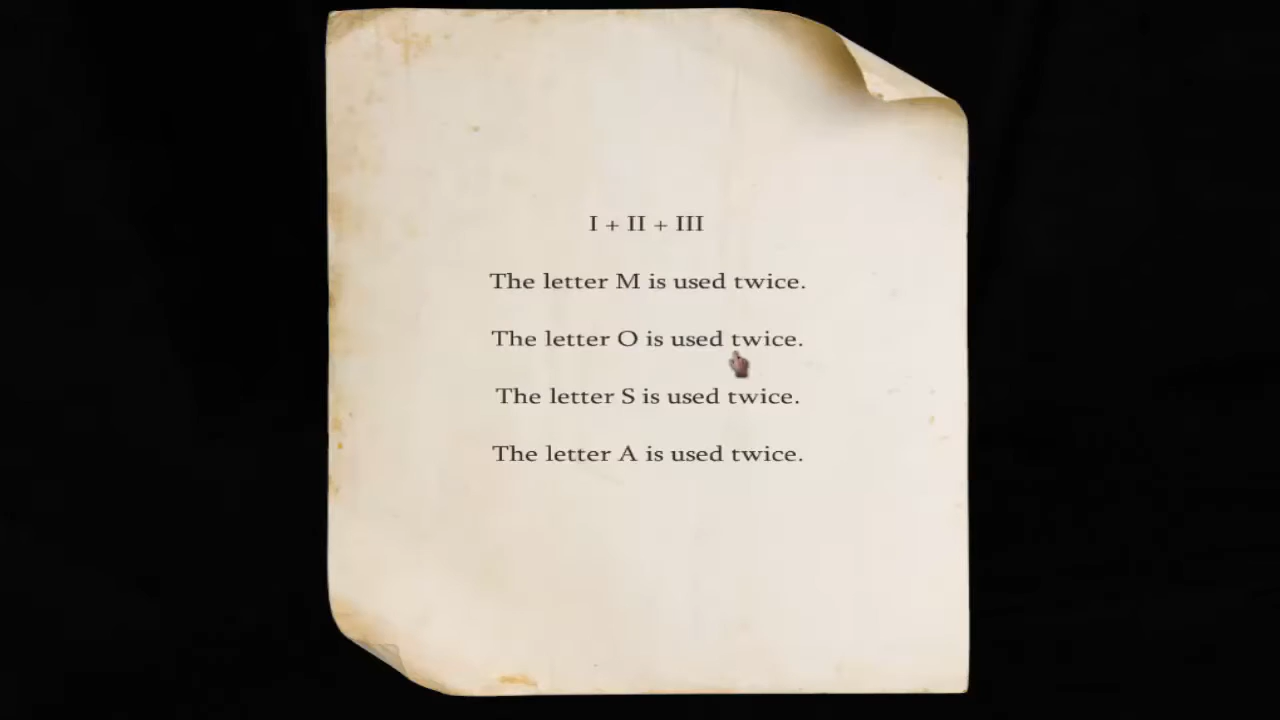 I + II + III
The letter M is used twice.
The letter O is used twice.
The letter S is used twice.
The letter A is used twice.